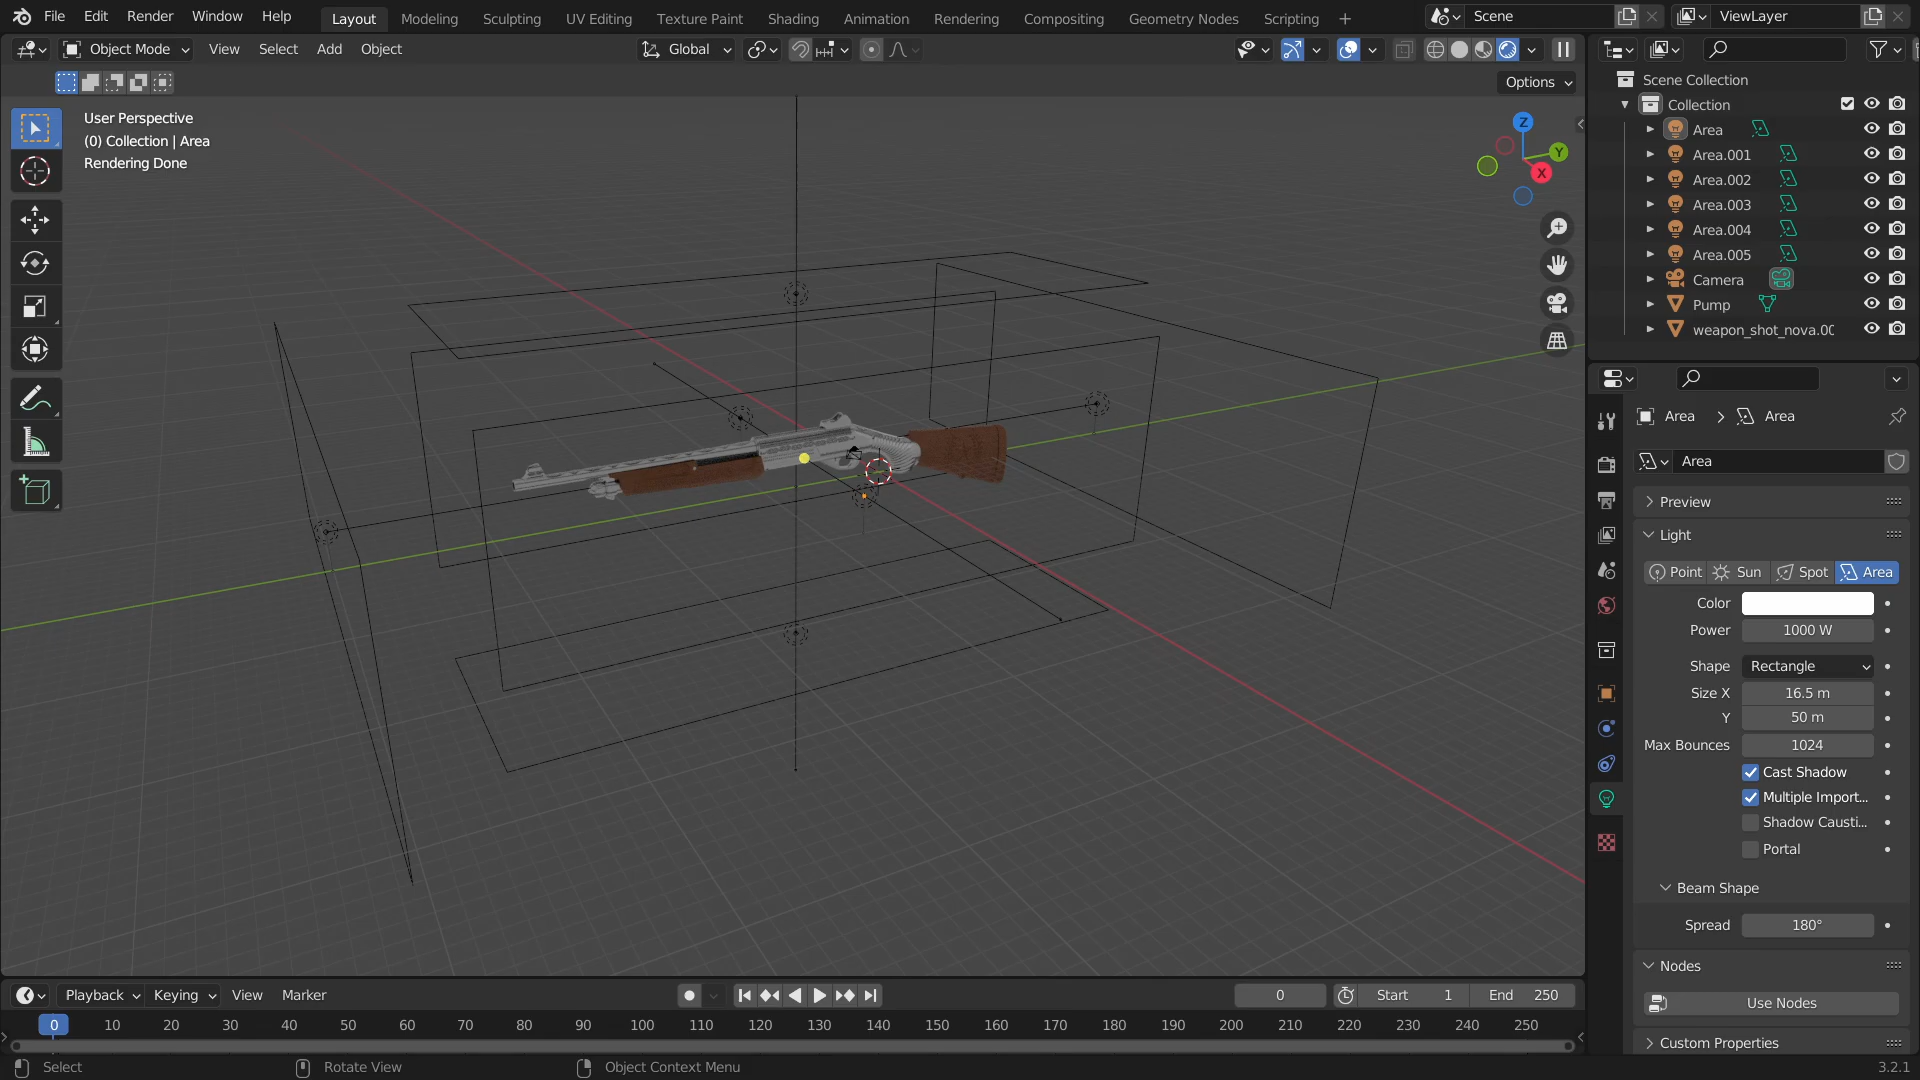 File Edit Render Window Help Layout Modeling Sculpting UV Editing Texture Paint Shading Animation Rendering Compositing Geometry Nodes Scripting + Scene ViewLayer
Object Mode View Select Add Object Global
Options
User Perspective
(0) Collection | Area
Rendering Done
Z
Y
X
Scene Collection
Collection
Area
Area.001
Area.002
Area.003
Area.004
Area.005
Camera
Pump
weapon_shot_nova.00
Area > Area
Area
Preview
Light
Point Sun Spot Area
Color
Power 1000 W
Shape Rectangle
Size X 16.5 m
Y 50 m
Max Bounces 1024
Cast Shadow
Multiple Import...
Shadow Causti...
Portal
Beam Shape
Spread 180°
Nodes
Use Nodes
Custom Properties
Playback Keying View Marker 0 Start 1 End 250
0 10 20 30 40 50 60 70 80 90 100 110 120 130 140 150 160 170 180 190 200 210 220 230 240 250
Select Rotate View Object Context Menu 3.2.1